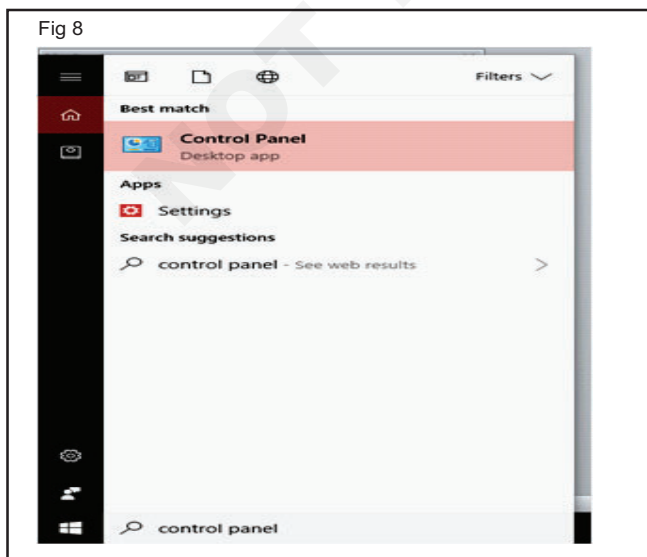 Fig 8
Filters
Best match
Control Panel
Desktop app
Apps
Settings
Search suggestions
control panel - See web results
control panel
NOT